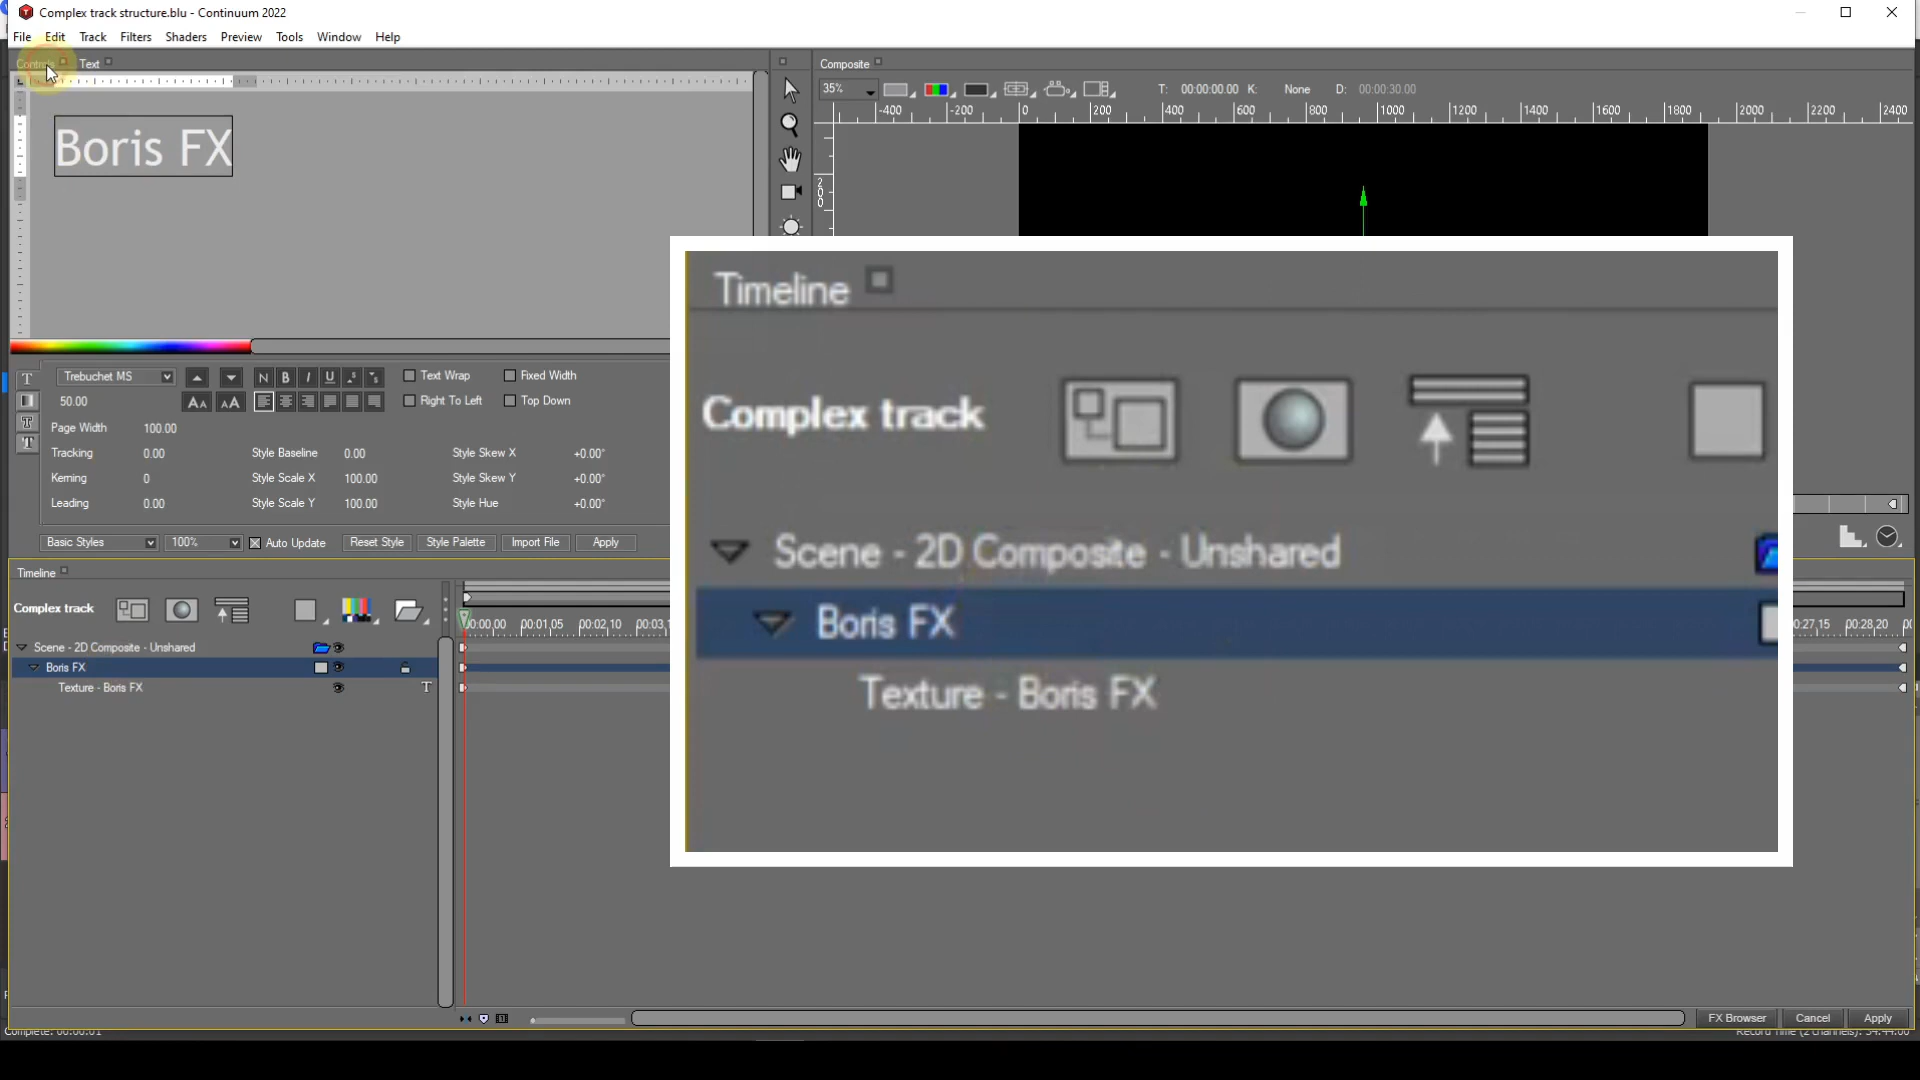 Complex track structure.blu - Continuum 2022
File Edit Track Filters Shaders Preview Tools Window Help
Controls Text
Composite
35% T: 00:00:00.00 K: None D: 00:00:30.00
-400 -200 0 200 400 600 800 1000 1200 1400 1600 1800 2000 2200 2400
200
Boris FX
Timeline
Complex track
Scene - 2D Composite - Unshared
Boris FX
Texture - Boris FX
Trebuchet MS N B I U Text Wrap Fixed Width
50.00 AA AA Right To Left Top Down
Page Width 100.00
Tracking 0.00 Style Baseline 0.00 Style Skew X +0.00°
Kerning 0 Style Scale X 100.00 Style Skew Y +0.00°
Leading 0.00 Style Scale Y 100.00 Style Hue +0.00°
Basic Styles 100% Auto Update Reset Style Style Palette Import File Apply
Timeline
Complex track
00:00,00 00:01,05 00:02,10 00:03,1
0:27,15 00:28,20
Scene - 2D Composite - Unshared
Boris FX
Texture - Boris FX T
FX Browser Cancel Apply